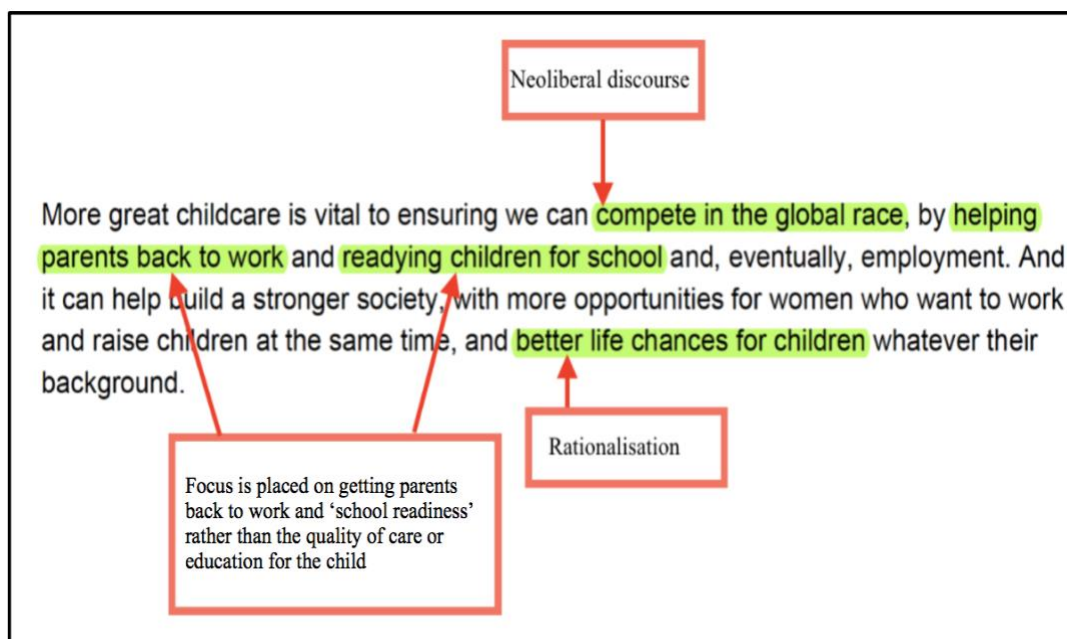 Neoliberal discourse
More great childcare is vital to ensuring we can compete in the global race, by helping
parents back to work and readying children for school and, eventually, employment. And
it can help build a stronger society, with more opportunities for women who want to work
and raise children at the same time, and better life chances for children whatever their
background.
Focus is placed on getting parents
back to work and ‘school readiness’
rather than the quality of care or
education for the child
Rationalisation